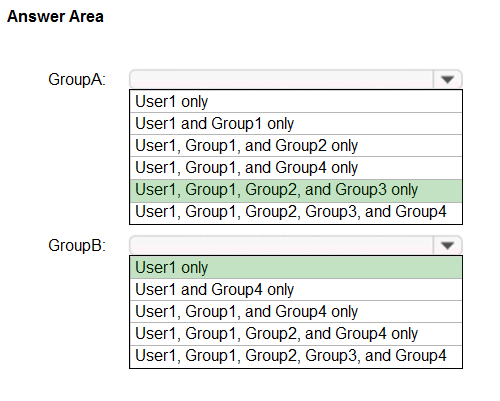 Answer Area
GroupA:
User1 only
User1 and Group1 only
User1, Group1, and Group2 only
User1, Group1, and Group4 only
User1, Group1, Group2, and Group3 only
User1, Group1, Group2, Group3, and Group4
GroupB:
User1 only
User1 and Group4 only
User1, Group1, and Group4 only
User1, Group1, Group2, and Group4 only
User1, Group1, Group2, Group3, and Group4